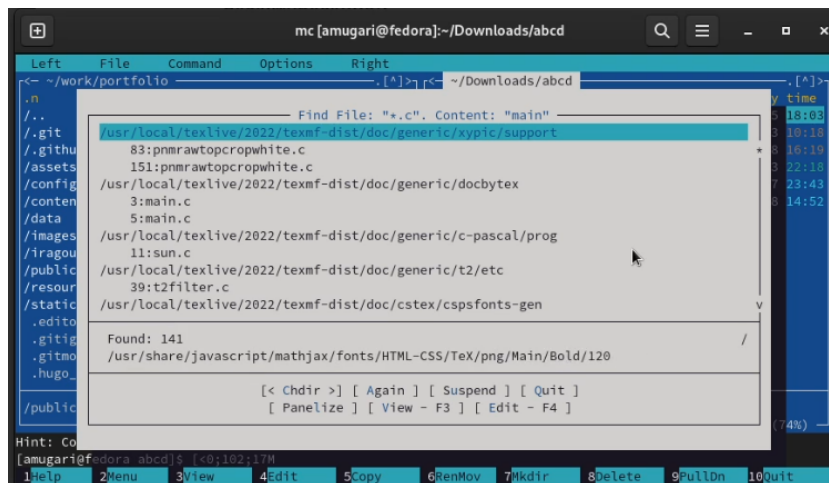 mc [amugari@fedora]:~/Downloads/abcd
Left File Command Options Right
<─ ~/work/portfolio ─.[^]> <─ ~/Downloads/abcd ─.[^]>
.n y time
/.. 5 18:03
/.git 3 10:18
/.githu 8 16:19
/assets 3 22:18
/config 7 23:43
/conten 8 14:52
/data
/images
/iragou
/public
/resour
/static
.edito
.gitig
.gitmo
.hugo_
/public
74%)
Find File: "*.c". Content: "main"
/usr/local/texlive/2022/texmf-dist/doc/generic/xypic/support
83:pnmrawtopcropwhite.c
151:pnmrawtopcropwhite.c
/usr/local/texlive/2022/texmf-dist/doc/generic/docbytex
3:main.c
5:main.c
/usr/local/texlive/2022/texmf-dist/doc/generic/c-pascal/prog
11:sun.c
/usr/local/texlive/2022/texmf-dist/doc/generic/t2/etc
39:t2filter.c
/usr/local/texlive/2022/texmf-dist/doc/cstex/cspsfonts-gen
Found: 141 /
/usr/share/javascript/mathjax/fonts/HTML-CSS/TeX/png/Main/Bold/120
[< Chdir >] [ Again ] [ Suspend ] [ Quit ]
[ Panelize ] [ View - F3 ] [ Edit - F4 ]
Hint: Co
[amugari@fedora abcd]$ [<0;102;17M
1Help 2Menu 3View 4Edit 5Copy 6RenMov 7Mkdir 8Delete 9PullDn 10Quit